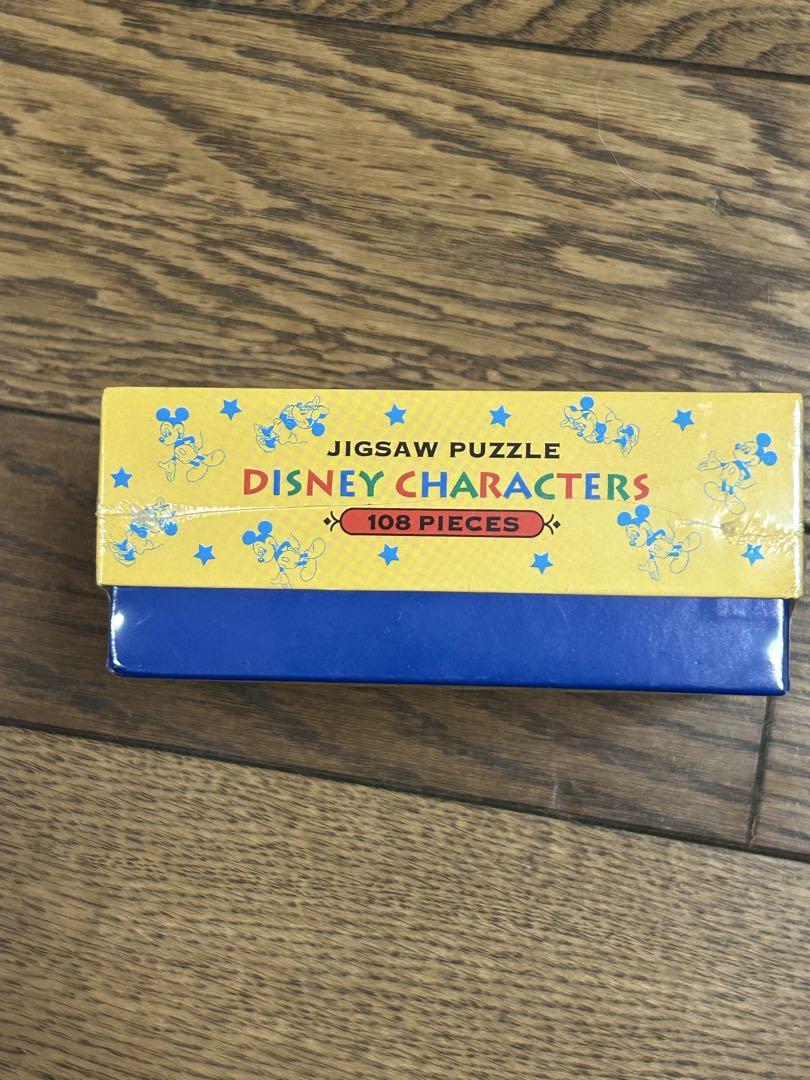 JIGSAW PUZZLE
DISNEY CHARACTERS
108 PIECES